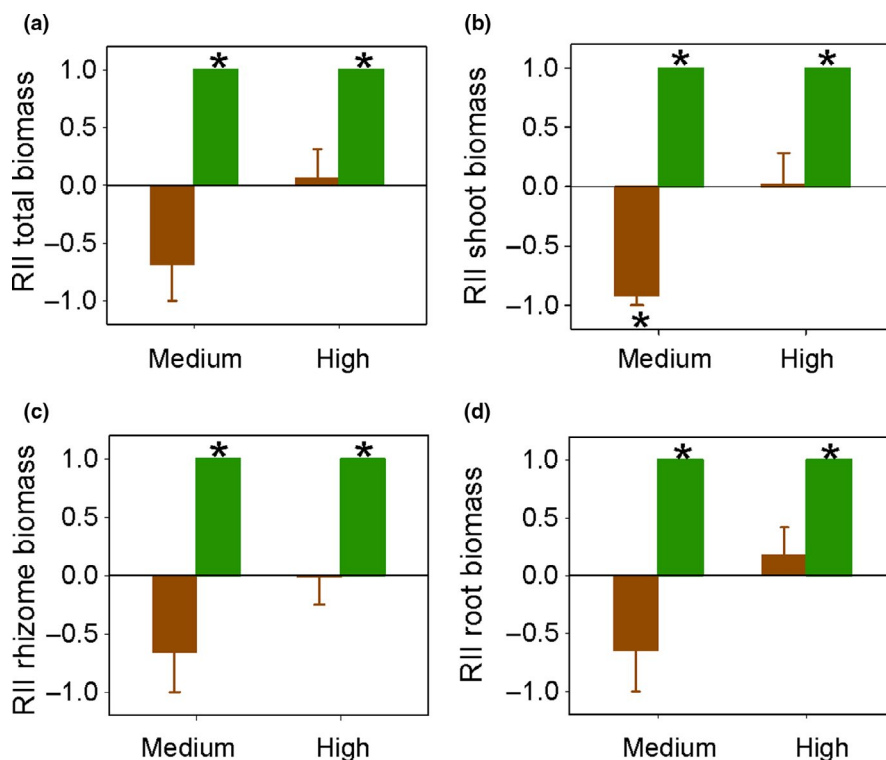 (a)
RII total biomass
1.0
0.5
0.0
–0.5
–1.0
* *
Medium High
(b)
RII shoot biomass
1.0
0.5
0.0
–0.5
–1.0
* *
*
Medium High
(c)
RII rhizome biomass
1.0
0.5
0.0
–0.5
–1.0
* *
Medium High
(d)
RII root biomass
1.0
0.5
0.0
–0.5
–1.0
* *
Medium High